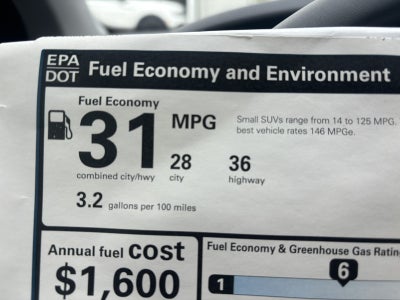 EPA
DOT Fuel Economy and Environment
Fuel Economy
31 MPG
Small SUVs range from 14 to 125 MPG.
best vehicle rates 146 MPGe.
28 36
combined city/hwy city highway
3.2 gallons per 100 miles
Annual fuel cost
$1,600
Fuel Economy & Greenhouse Gas Rating
1 6